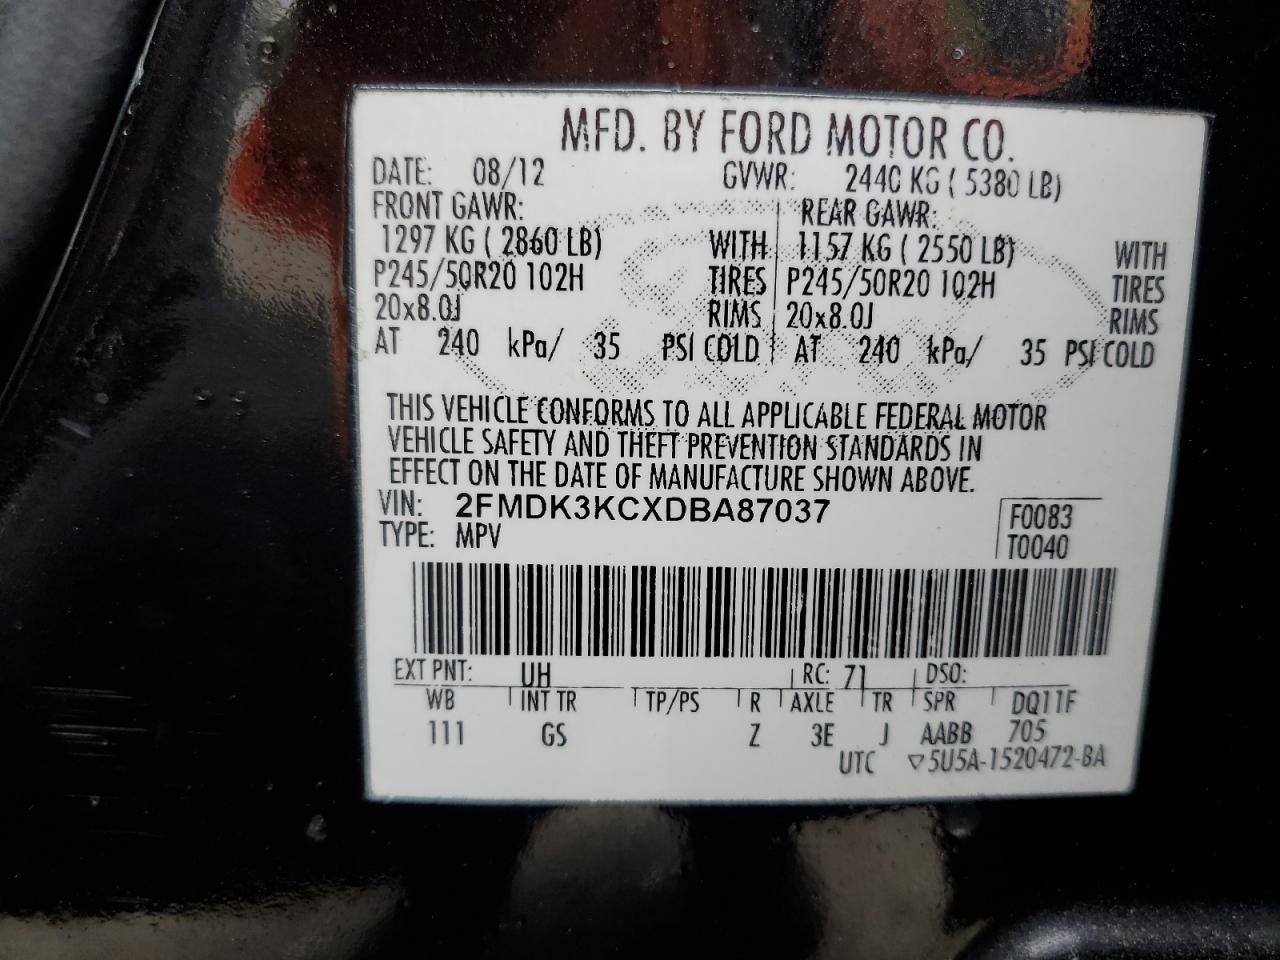 MFD. BY FORD MOTOR CO.
DATE: 08/12 GVWR: 2440 KG ( 5380 LB)
FRONT GAWR: REAR GAWR:
1297 KG ( 2860 LB) WITH 1157 KG ( 2550 LB) WITH
P245/50R20 102H TIRES P245/50R20 102H TIRES
20x8.0J RIMS 20x8.0J RIMS
AT 240 kPa/ 35 PSI COLD AT 240 kPa/ 35 PSI COLD
THIS VEHICLE CONFORMS TO ALL APPLICABLE FEDERAL MOTOR
VEHICLE SAFETY AND THEFT PREVENTION STANDARDS IN
EFFECT ON THE DATE OF MANUFACTURE SHOWN ABOVE.
VIN: 2FMDK3KCXDBA87037 F0083
TYPE: MPV T0040
EXT PNT: UH RC: 71 DSO:
WB INT TR TP/PS R AXLE TR SPR DQ11F
111 GS Z 3E J AABB 705
UTC ▽5U5A-1520472-BA